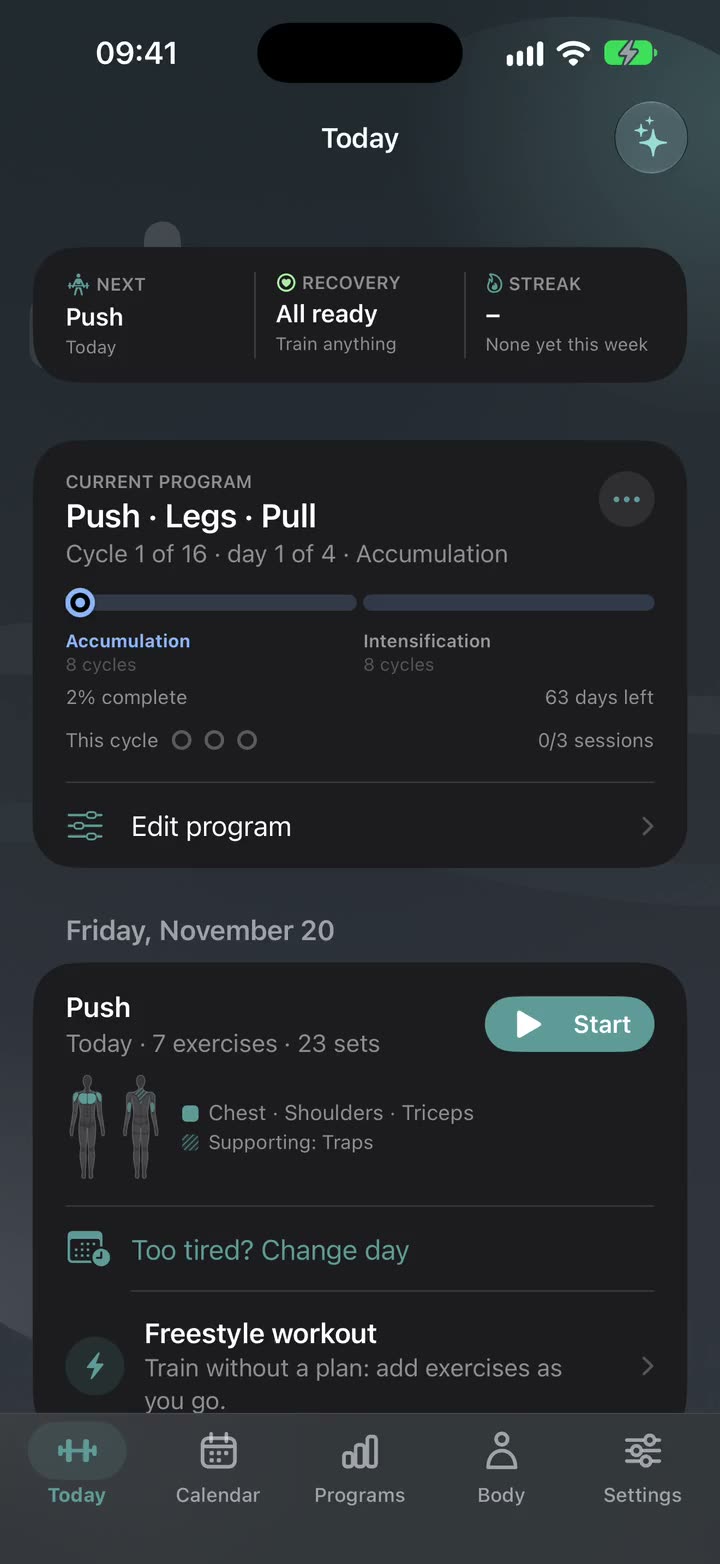 09:41
Today
NEXT
Push
Today
RECOVERY
All ready
Train anything
STREAK
–
None yet this week
CURRENT PROGRAM
Push · Legs · Pull
Cycle 1 of 16 · day 1 of 4 · Accumulation
Accumulation
8 cycles
Intensification
8 cycles
2% complete
63 days left
This cycle
0/3 sessions
Edit program
Friday, November 20
Push
Today · 7 exercises · 23 sets
Start
Chest · Shoulders · Triceps
Supporting: Traps
Too tired? Change day
Freestyle workout
Train without a plan: add exercises as
you go.
Today
Calendar
Programs
Body
Settings